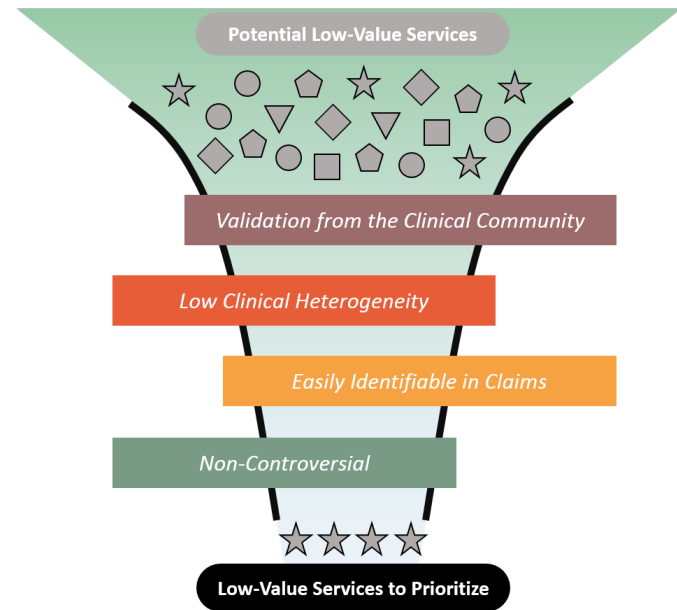 Potential Low-Value Services
Validation from the Clinical Community
Low Clinical Heterogeneity
Easily Identifiable in Claims
Non-Controversial
Low-Value Services to Prioritize